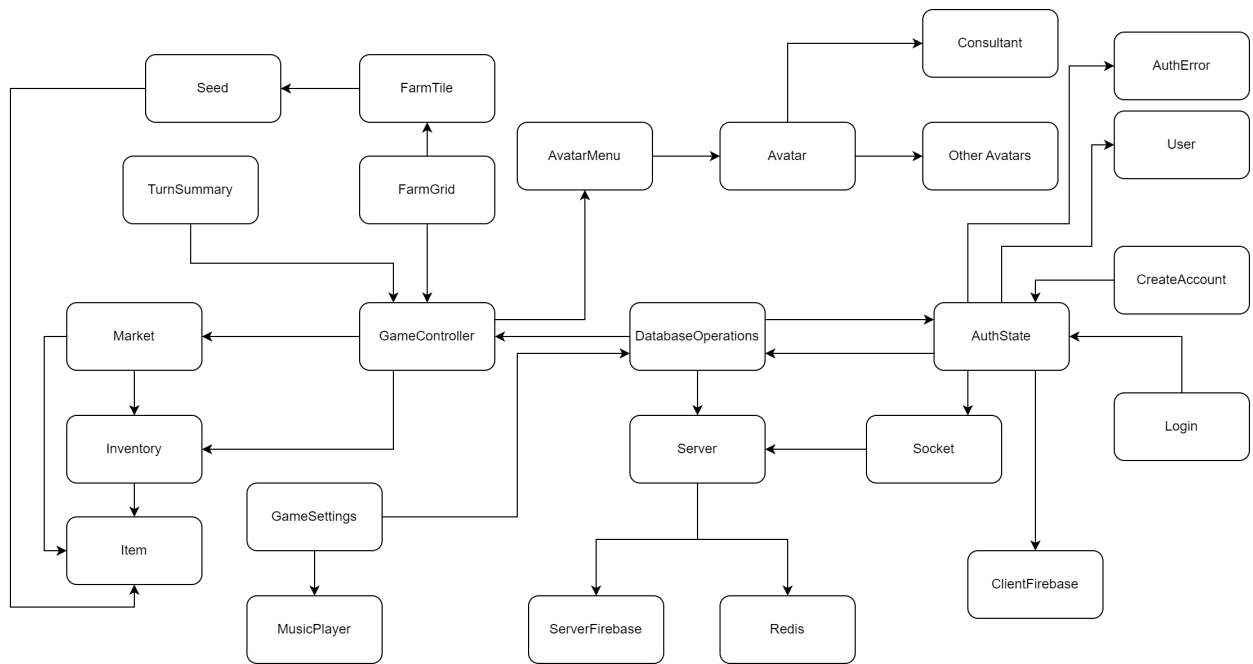 Consultant
AuthError
Seed
FarmTile
User
AvatarMenu
Avatar
Other Avatars
TurnSummary
FarmGrid
CreateAccount
Market
GameController
DatabaseOperations
AuthState
Login
Inventory
Server
Socket
GameSettings
Item
ClientFirebase
MusicPlayer
ServerFirebase
Redis